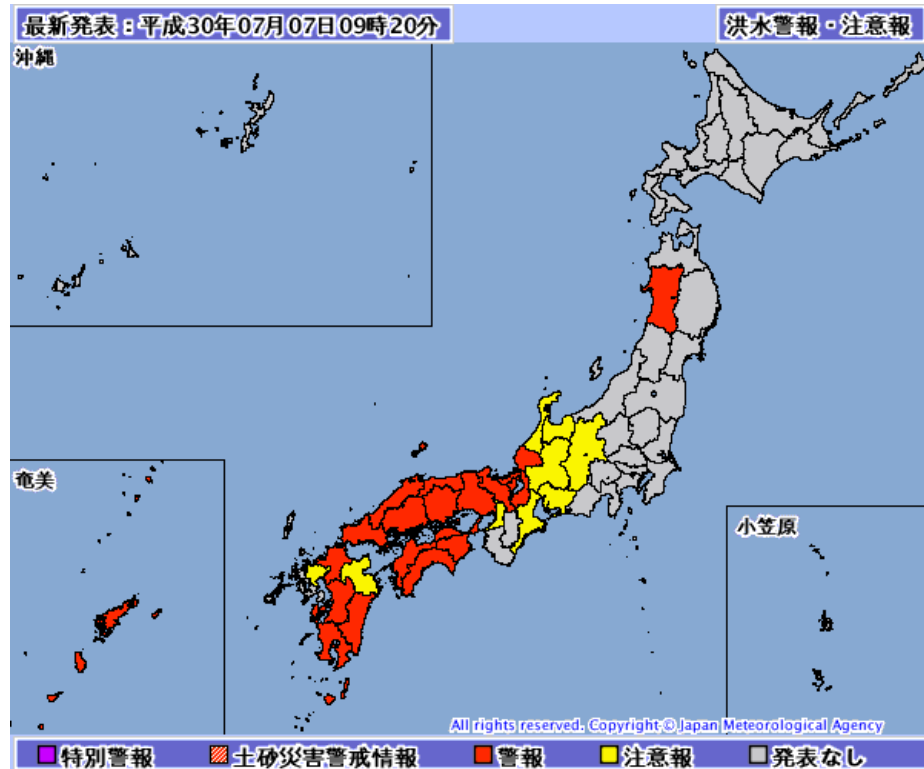 最新発表：平成30年07月07日09時20分
洪水警報・注意報
沖縄
奄美
小笠原
All rights reserved. Copyright © Japan Meteorological Agency
特別警報 土砂災害警戒情報 警報 注意報 発表なし